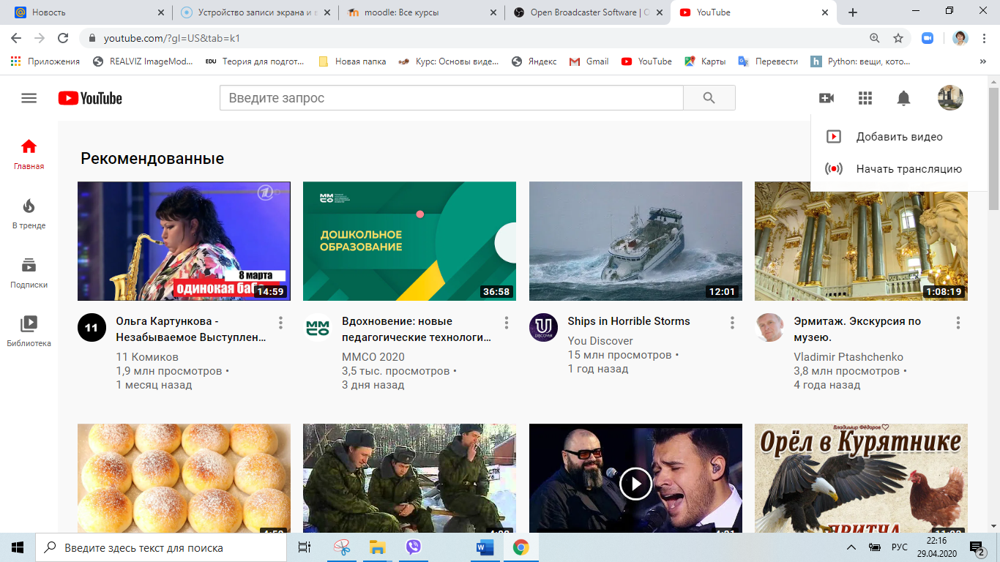 Новость
Устройство записи экрана и в
moodle: Все курсы
Open Broadcaster Software | O
YouTube
youtube.com/?gl=US&tab=k1
Приложения
REALVIZ ImageMod...
EDU Теория для подгот...
Новая папка
Курс: Основы виде...
Яндекс
Gmail
YouTube
Карты
Перевести
h Python: вещи, кото...
YouTube
Введите запрос
Добавить видео
Начать трансляцию
Главная
В тренде
Подписки
Библиотека
Рекомендованные
8 марта
одинокая баб
14:59
11
Ольга Картункова -
Незабываемое Выступлен...
11 Комиков
1,9 млн просмотров •
1 месяц назад
ММСО
ДОШКОЛЬНОЕ
ОБРАЗОВАНИЕ
36:58
ММСО
Вдохновение: новые
педагогические технологи...
ММСО 2020
3,5 тыс. просмотров •
3 дня назад
12:01
U
DISCOVER
Ships in Horrible Storms
You Discover
15 млн просмотров •
1 год назад
1:08:19
Эрмитаж. Экскурсия по
музею.
Vladimir Ptashchenko
3,8 млн просмотров •
4 года назад
Владимир Фёдоров
Орёл в Курятнике
ПРИТЧА
Введите здесь текст для поиска
РУС
22:16
29.04.2020
2